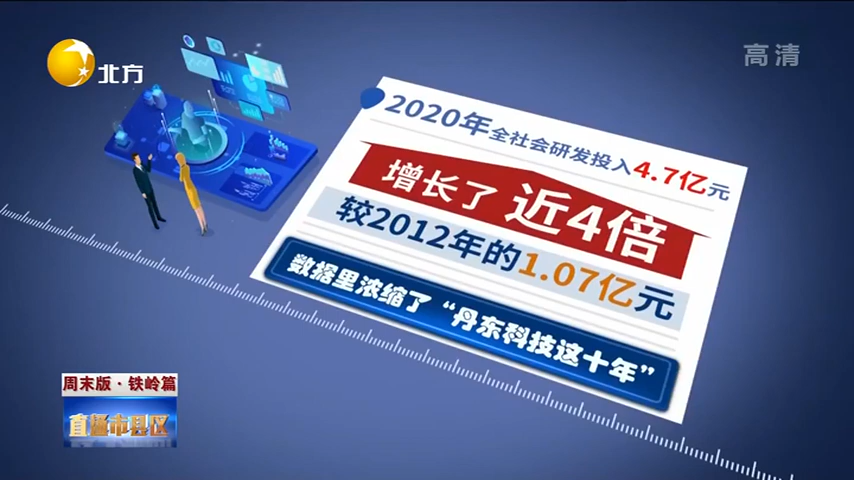 北方
高清
2020年全社会研发投入4.7亿元
增长了 近4倍
较2012年的1.07亿元
数据里浓缩了“丹东科技这十年”
周末版·铁岭篇
直通市县区